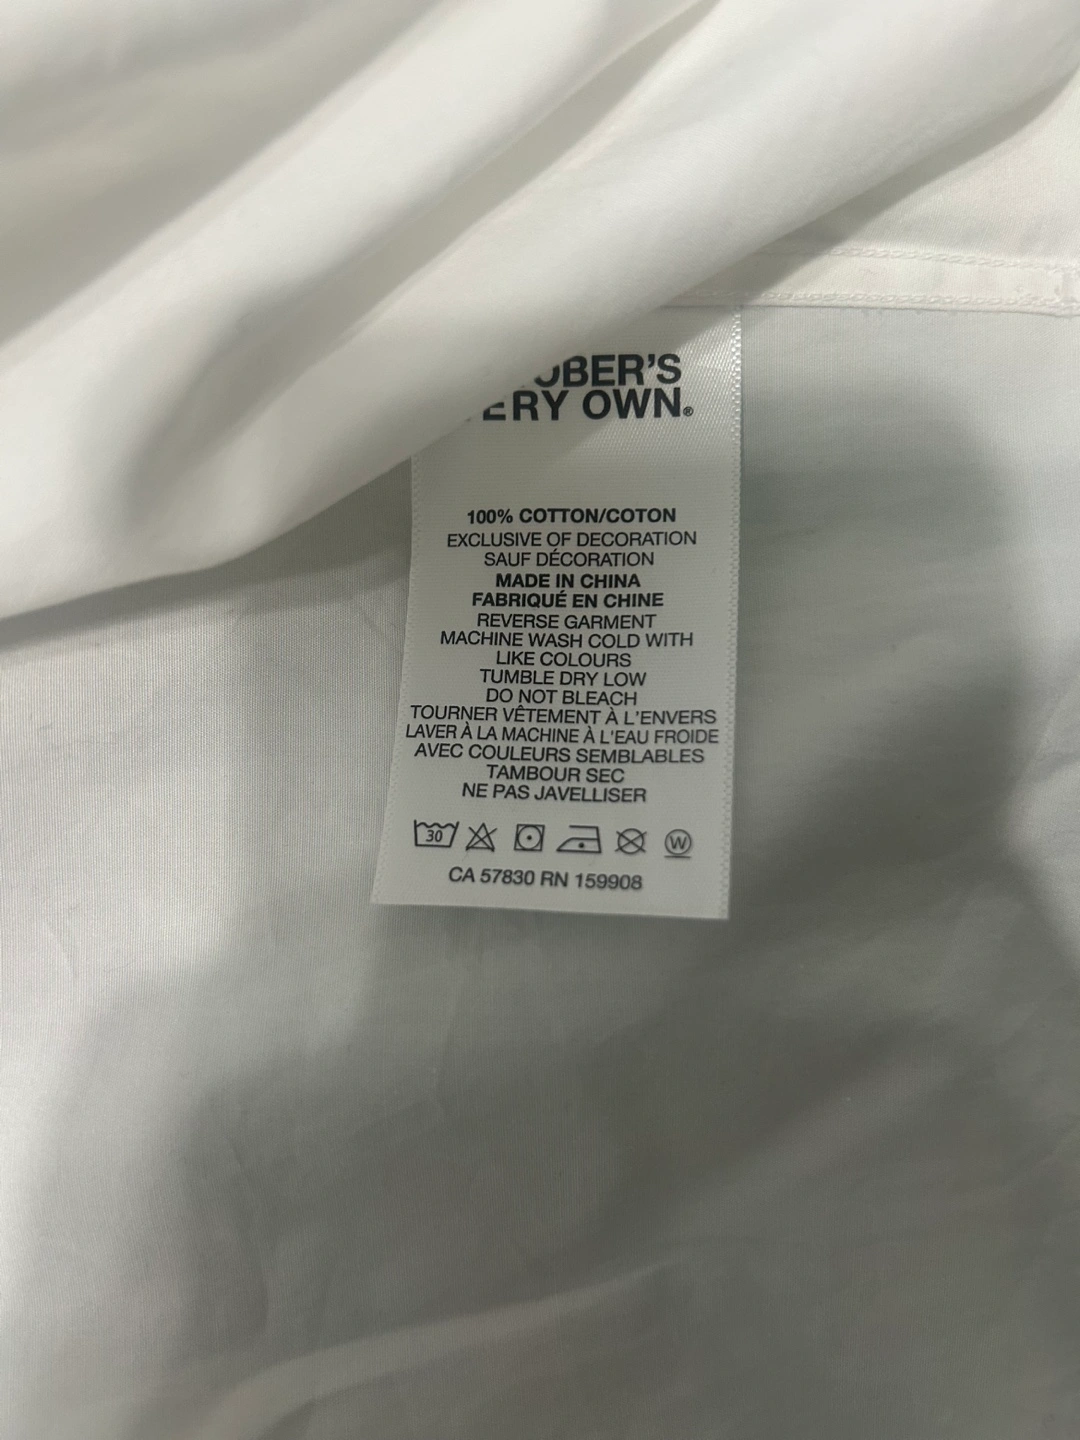 OBER'S
ERY OWN®
100% COTTON/COTON
EXCLUSIVE OF DECORATION
SAUF DÉCORATION
MADE IN CHINA
FABRIQUÉ EN CHINE
REVERSE GARMENT
MACHINE WASH COLD WITH
LIKE COLOURS
TUMBLE DRY LOW
DO NOT BLEACH
TOURNER VÊTEMENT À L'ENVERS
LAVER À LA MACHINE À L'EAU FROIDE
AVEC COULEURS SEMBLABLES
TAMBOUR SEC
NE PAS JAVELLISER
30 W
CA 57830 RN 159908